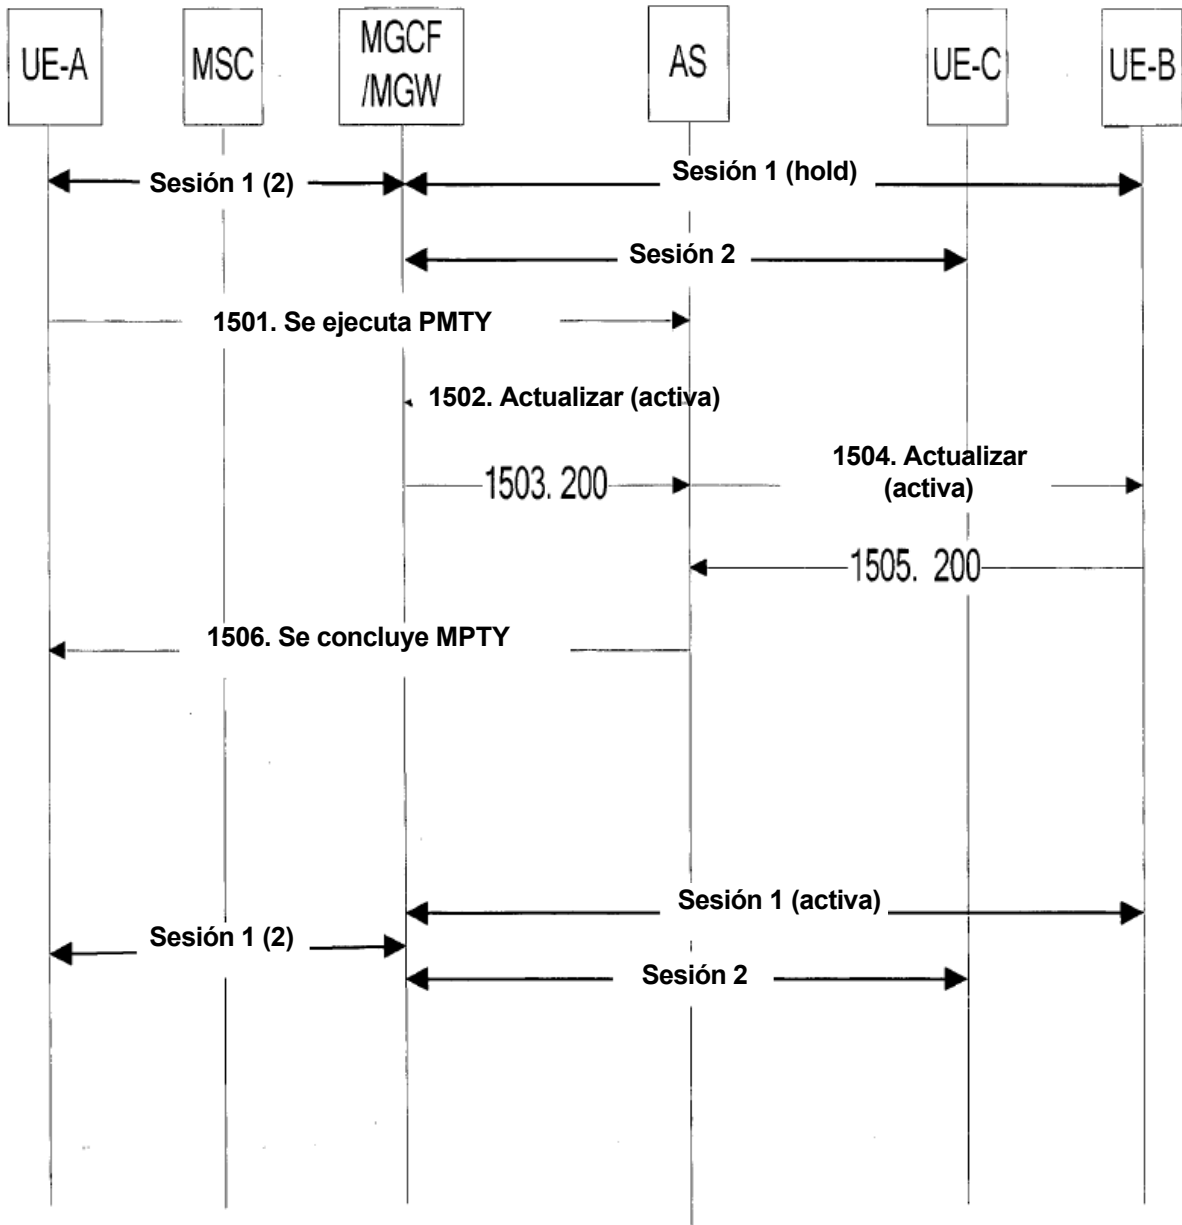 UE-A
MSC
MGCF
/MGW
AS
UE-C
UE-B
Sesión 1 (2)
Sesión 1 (hold)
Sesión 2
1501. Se ejecuta PMTY
1502. Actualizar (activa)
1503. 200
1504. Actualizar
(activa)
1505. 200
1506. Se concluye MPTY
Sesión 1 (activa)
Sesión 1 (2)
Sesión 2